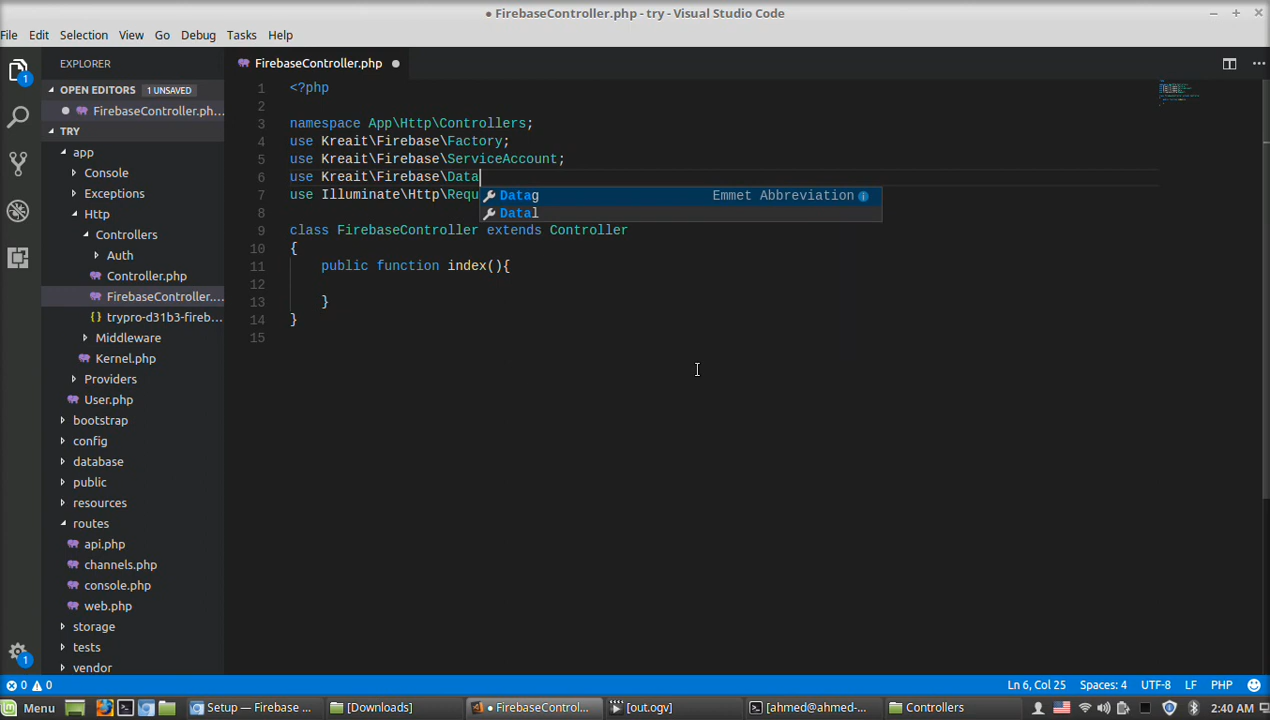 ● FirebaseController.php - try - Visual Studio Code
File Edit Selection View Go Debug Tasks Help
EXPLORER
OPEN EDITORS 1 UNSAVED
FirebaseController.ph...
TRY
app
Console
Exceptions
Http
Controllers
Auth
Controller.php
FirebaseController....
{} trypro-d31b3-fireb...
Middleware
Kernel.php
Providers
User.php
bootstrap
config
database
public
resources
routes
api.php
channels.php
console.php
web.php
storage
tests
vendor
1
1
FirebaseController.php
1 <?php
2
3 namespace App\Http\Controllers;
4 use Kreait\Firebase\Factory;
5 use Kreait\Firebase\ServiceAccount;
6 use Kreait\Firebase\Data
7 use Illuminate\Http\Requ
Datag Emmet Abbreviation
Datal
8
9 class FirebaseController extends Controller
10 {
11 public function index(){
12
13 }
14 }
15
0 0 Ln 6, Col 25 Spaces: 4 UTF-8 LF PHP
Menu Setup — Firebase ... [Downloads] ● FirebaseControl... [out.ogv] [ahmed@ahmed-... Controllers 2:40 AM